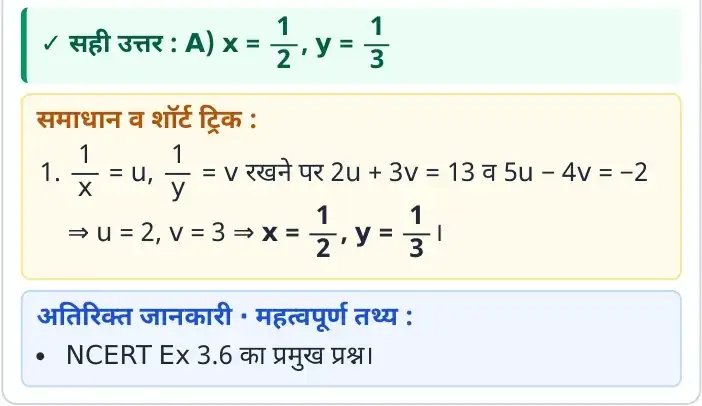 ✓ सही उत्तर : A) x = 1/2, y = 1/3
समाधान व शॉर्ट ट्रिक :
1. 1/x = u, 1/y = v रखने पर 2u + 3v = 13 व 5u − 4v = −2
⇒ u = 2, v = 3 ⇒ x = 1/2, y = 1/3।
अतिरिक्त जानकारी · महत्वपूर्ण तथ्य :
• NCERT Ex 3.6 का प्रमुख प्रश्न।